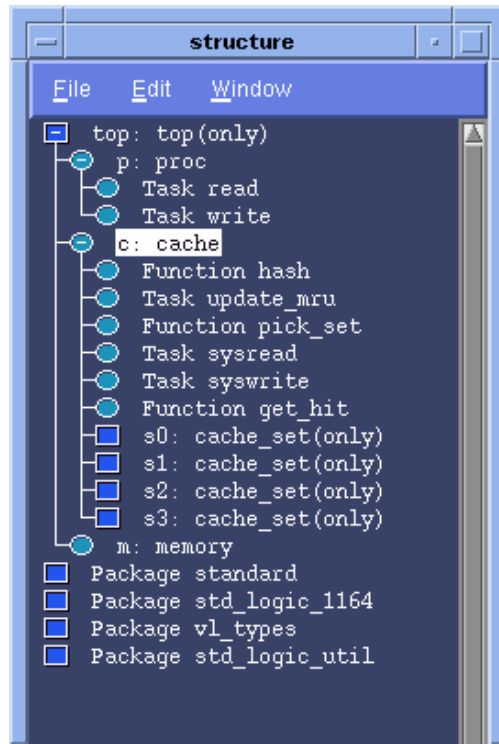 structure
File Edit Window
top: top(only)
p: proc
Task read
Task write
c: cache
Function hash
Task update_mru
Function pick_set
Task sysread
Task syswrite
Function get_hit
s0: cache_set(only)
s1: cache_set(only)
s2: cache_set(only)
s3: cache_set(only)
m: memory
Package standard
Package std_logic_1164
Package vl_types
Package std_logic_util